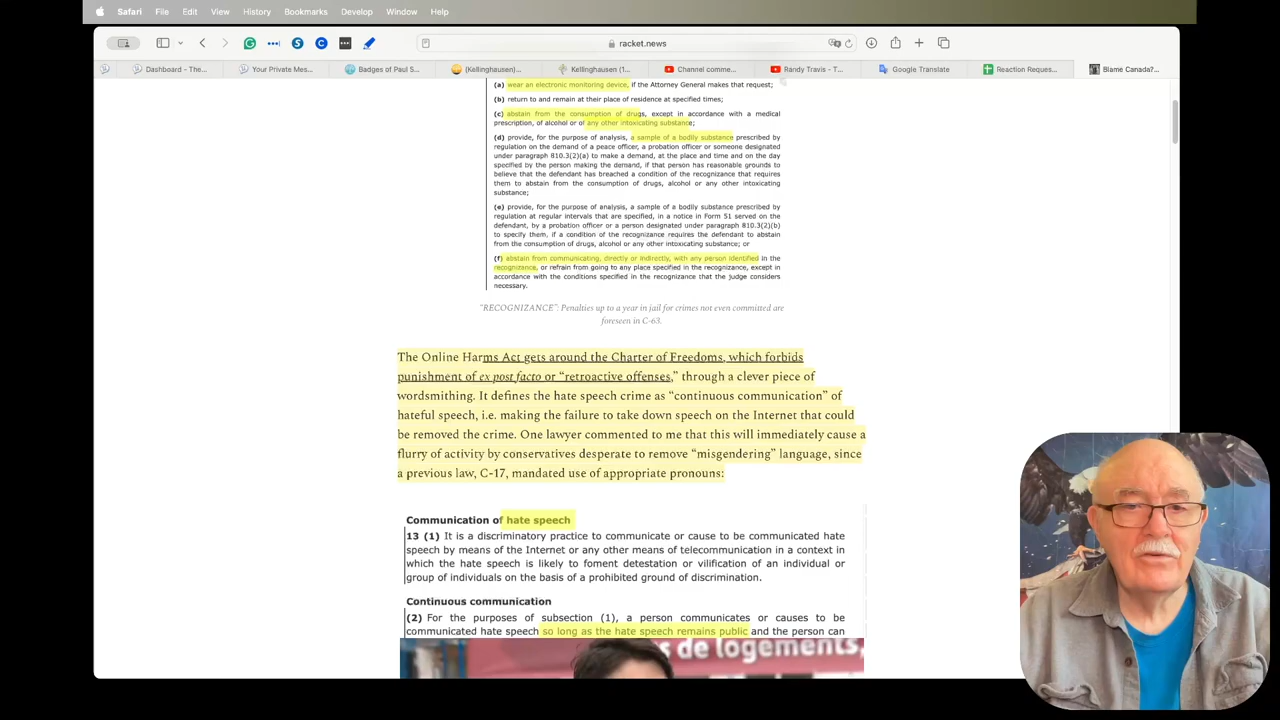 Safari File Edit View History Bookmarks Develop Window Help
racket.news
Dashboard - The... Your Private Mes... Badges of Paul S... (Kellinghausen)... Kellinghausen (1... Channel comme... Randy Travis - T... Google Translate Reaction Reques... Blame Canada?...
(a) wear an electronic monitoring device, if the Attorney General makes that request;
(b) return to and remain at their place of residence at specified times;
(c) abstain from the consumption of drugs, except in accordance with a medical
prescription, of alcohol or of any other intoxicating substance;
(d) provide, for the purpose of analysis, a sample of a bodily substance prescribed by
regulation on the demand of a peace officer, a probation officer or someone designated
under paragraph 810.3(2)(a) to make a demand, at the place and time and on the day
specified by the person making the demand, if that person has reasonable grounds to
believe that the defendant has breached a condition of the recognizance that requires
them to abstain from the consumption of drugs, alcohol or any other intoxicating
substance;
(e) provide, for the purpose of analysis, a sample of a bodily substance prescribed by
regulation at regular intervals that are specified, in a notice in Form 51 served on the
defendant, by a probation officer or a person designated under paragraph 810.3(2)(b)
to specify them, if a condition of the recognizance requires the defendant to abstain
from the consumption of drugs, alcohol or any other intoxicating substance; or
(f) abstain from communicating, directly or indirectly, with any person identified in the
recognizance, or refrain from going to any place specified in the recognizance, except in
accordance with the conditions specified in the recognizance that the judge considers
necessary.
“RECOGNIZANCE”: Penalties up to a year in jail for crimes not even committed are
foreseen in C-63.
The Online Harms Act gets around the Charter of Freedoms, which forbids
punishment of ex post facto or “retroactive offenses,” through a clever piece of
wordsmithing. It defines the hate speech crime as “continuous communication” of
hateful speech, i.e. making the failure to take down speech on the Internet that could
be removed the crime. One lawyer commented to me that this will immediately cause a
flurry of activity by conservatives desperate to remove “misgendering” language, since
a previous law, C-17, mandated use of appropriate pronouns:
Communication of hate speech
13 (1) It is a discriminatory practice to communicate or cause to be communicated hate
speech by means of the Internet or any other means of telecommunication in a context in
which the hate speech is likely to foment detestation or vilification of an individual or
group of individuals on the basis of a prohibited ground of discrimination.
Continuous communication
(2) For the purposes of subsection (1), a person communicates or causes to be
communicated hate speech so long as the hate speech remains public and the person can
de logements,